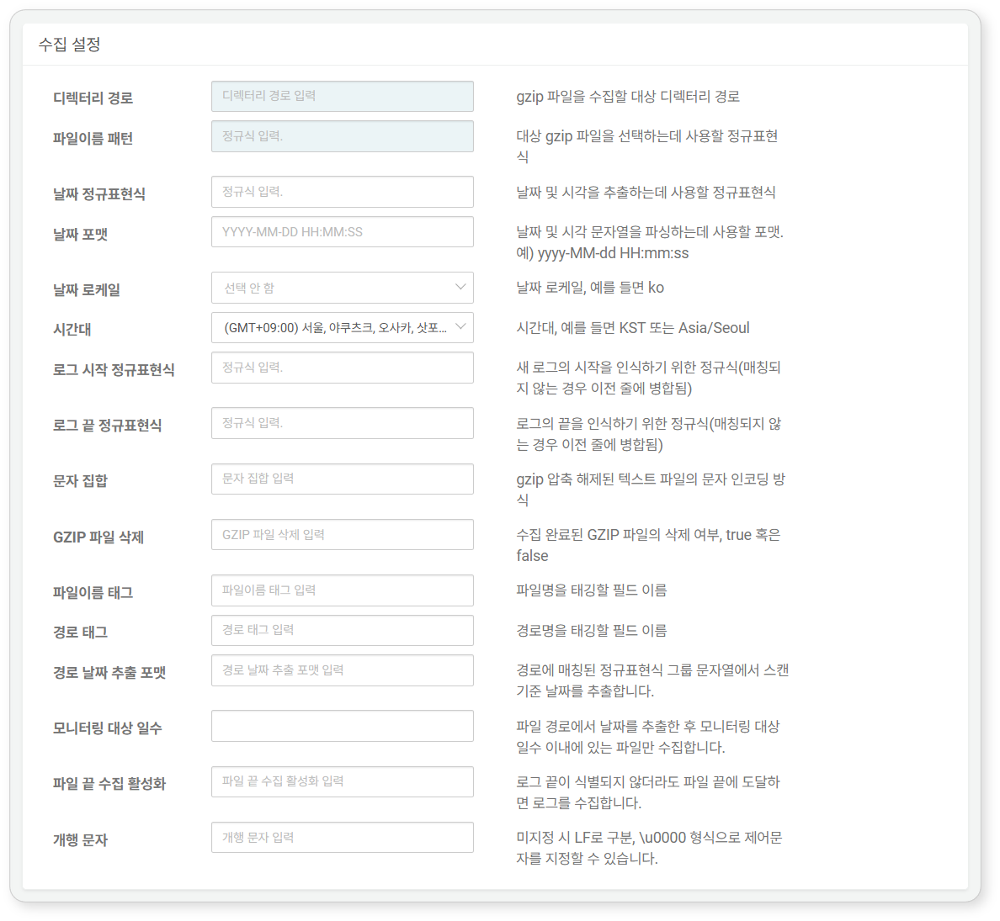 수집 설정
디렉터리 경로
디렉터리 경로 입력
gzip 파일을 수집할 대상 디렉터리 경로
파일이름 패턴
정규식 입력.
대상 gzip 파일을 선택하는데 사용할 정규표현
식
날짜 정규표현식
정규식 입력.
날짜 및 시각을 추출하는데 사용할 정규표현식
날짜 포맷
YYYY-MM-DD HH:MM:SS
날짜 및 시각 문자열을 파싱하는데 사용할 포맷.
예) yyyy-MM-dd HH:mm:ss
날짜 로케일
선택 안 함
날짜 로케일, 예를 들면 ko
시간대
(GMT+09:00) 서울, 야쿠츠크, 오사카, 삿포...
시간대, 예를 들면 KST 또는 Asia/Seoul
로그 시작 정규표현식
정규식 입력.
새 로그의 시작을 인식하기 위한 정규식(매칭되
지 않는 경우 이전 줄에 병합됨)
로그 끝 정규표현식
정규식 입력.
로그의 끝을 인식하기 위한 정규식(매칭되지 않
는 경우 이전 줄에 병합됨)
문자 집합
문자 집합 입력
gzip 압축 해제된 텍스트 파일의 문자 인코딩 방
식
GZIP 파일 삭제
GZIP 파일 삭제 입력
수집 완료된 GZIP 파일의 삭제 여부, true 혹은
false
파일이름 태그
파일이름 태그 입력
파일명을 태깅할 필드 이름
경로 태그
경로 태그 입력
경로명을 태깅할 필드 이름
경로 날짜 추출 포맷
경로 날짜 추출 포맷 입력
경로에 매칭된 정규표현식 그룹 문자열에서 스캔
기준 날짜를 추출합니다.
모니터링 대상 일수
파일 경로에서 날짜를 추출한 후 모니터링 대상
일수 이내에 있는 파일만 수집합니다.
파일 끝 수집 활성화
파일 끝 수집 활성화 입력
로그 끝이 식별되지 않더라도 파일 끝에 도달하
면 로그를 수집합니다.
개행 문자
개행 문자 입력
미지정 시 LF로 구분, \u0000 형식으로 제어문
자를 지정할 수 있습니다.